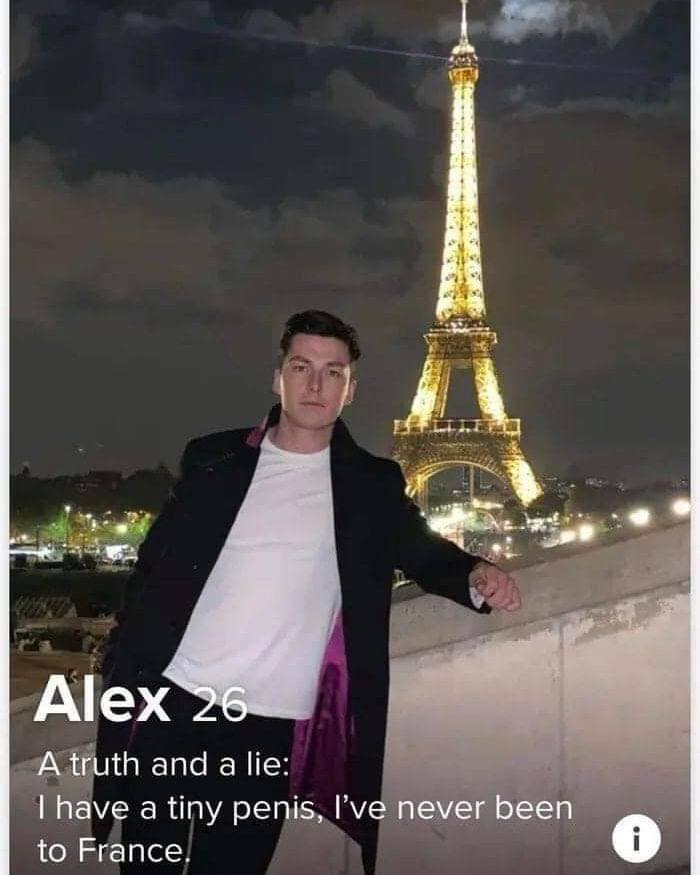 Alex 26
A truth and a lie:
I have a tiny penis, I've never been
to France.
i